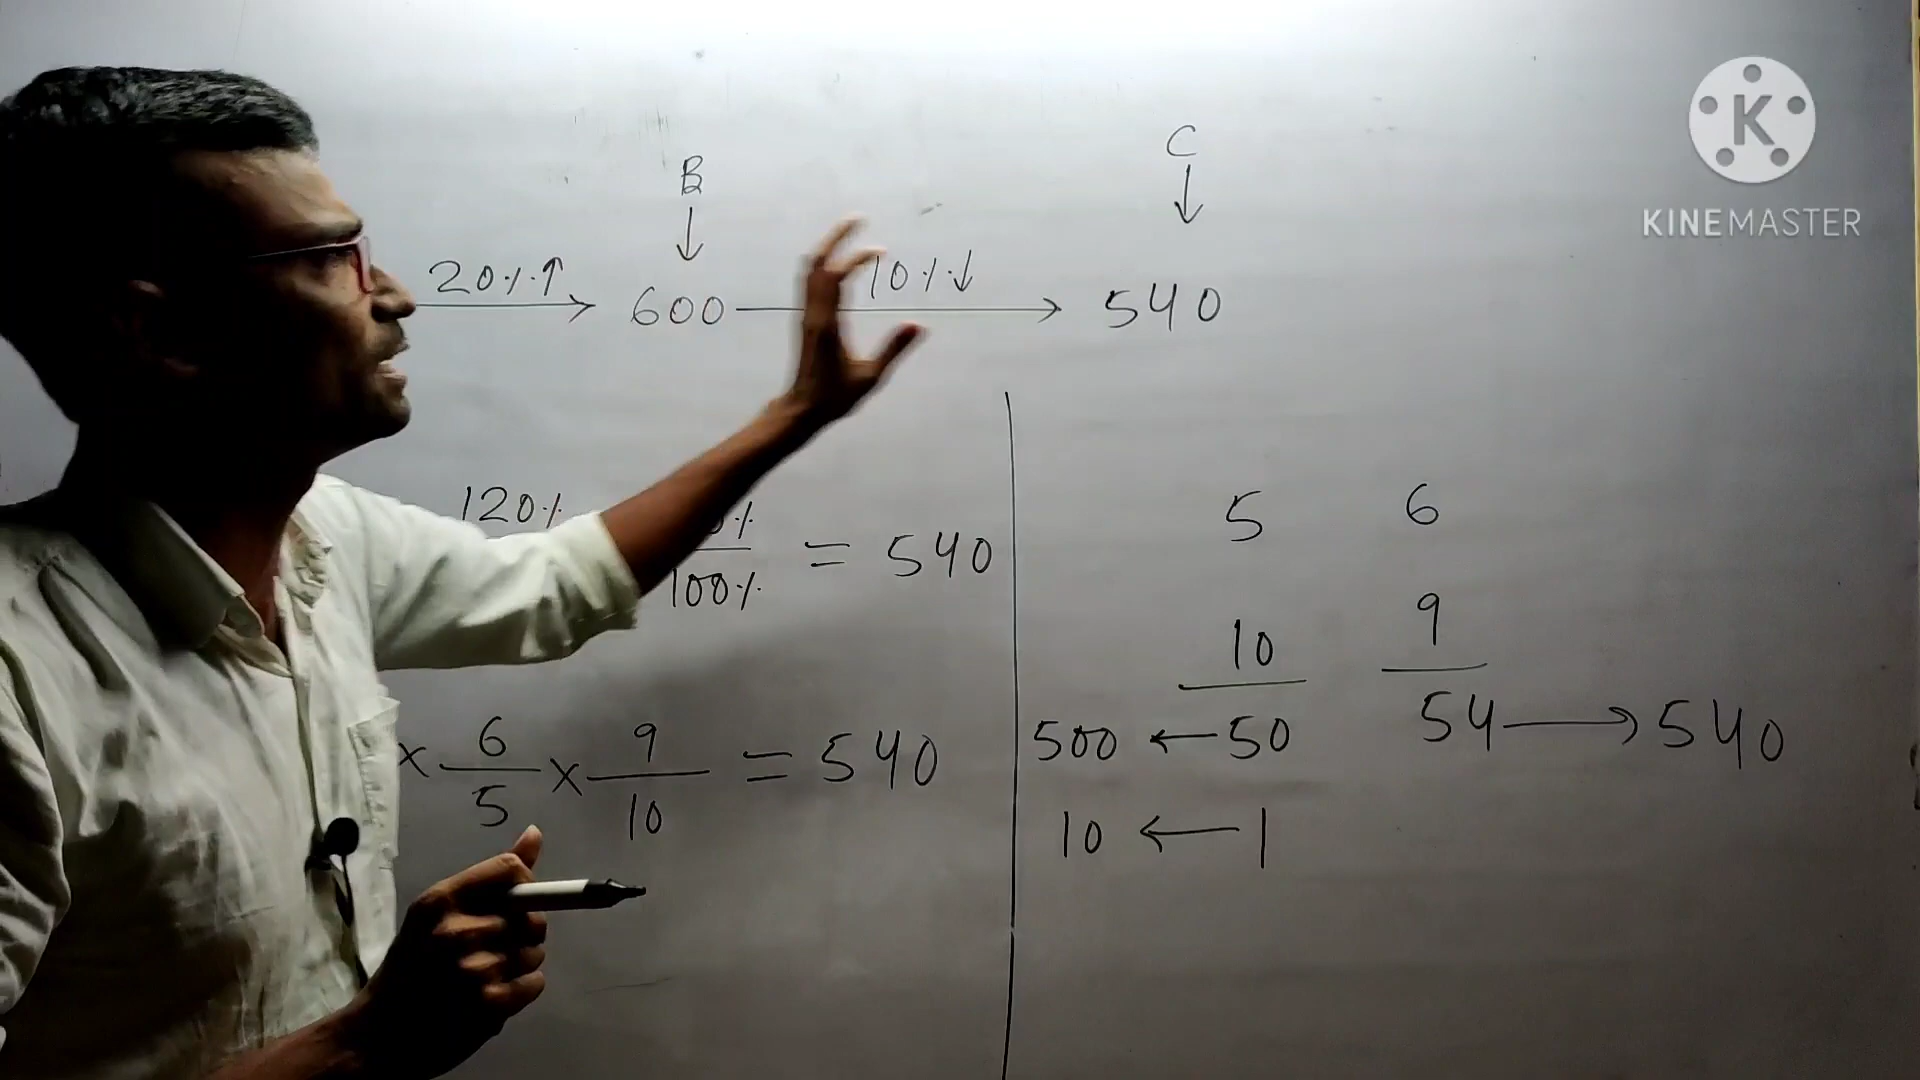 K
KINEMASTER
B
↓
C
↓
20%↑ → 600 → 10%↓ → 540
120%
100%
= 540
× 6/5 × 9/10 = 540
5 6
10 9
500 ← 50 54 → 540
10 ← 1